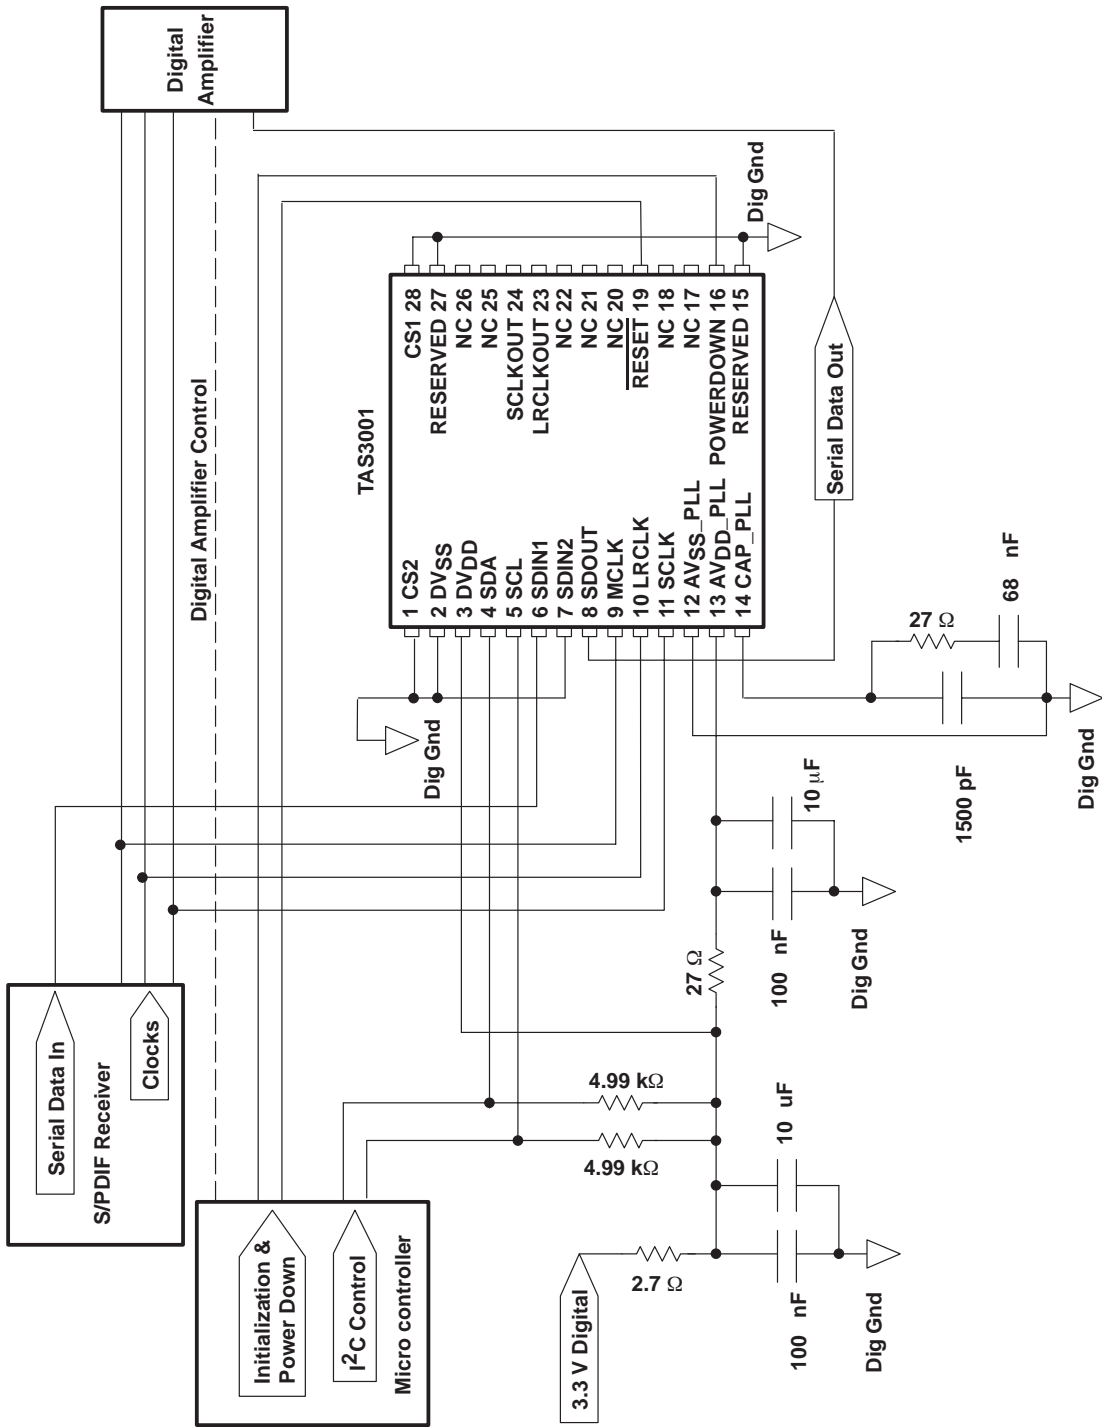 Digital
Amplifier
Digital Amplifier Control
Serial Data In
S/PDIF Receiver
Clocks
Initialization &
Power Down
I2C Control
Micro controller
TAS3001
1 CS2
2 DVSS
3 DVDD
4 SDA
5 SCL
6 SDIN1
7 SDIN2
8 SDOUT
9 MCLK
10 LRCLK
11 SCLK
12 AVSS_PLL
13 AVDD_PLL
14 CAP_PLL
CS1 28
RESERVED 27
NC 26
NC 25
SCLKOUT 24
LRCLKOUT 23
NC 22
NC 21
NC 20
RESET 19
NC 18
NC 17
POWERDOWN 16
RESERVED 15
Dig Gnd
Dig Gnd
Serial Data Out
4.99 kΩ
4.99 kΩ
27 Ω
10 μF
100 nF
Dig Gnd
27 Ω
68 nF
1500 pF
Dig Gnd
3.3 V Digital
2.7 Ω
10 uF
100 nF
Dig Gnd